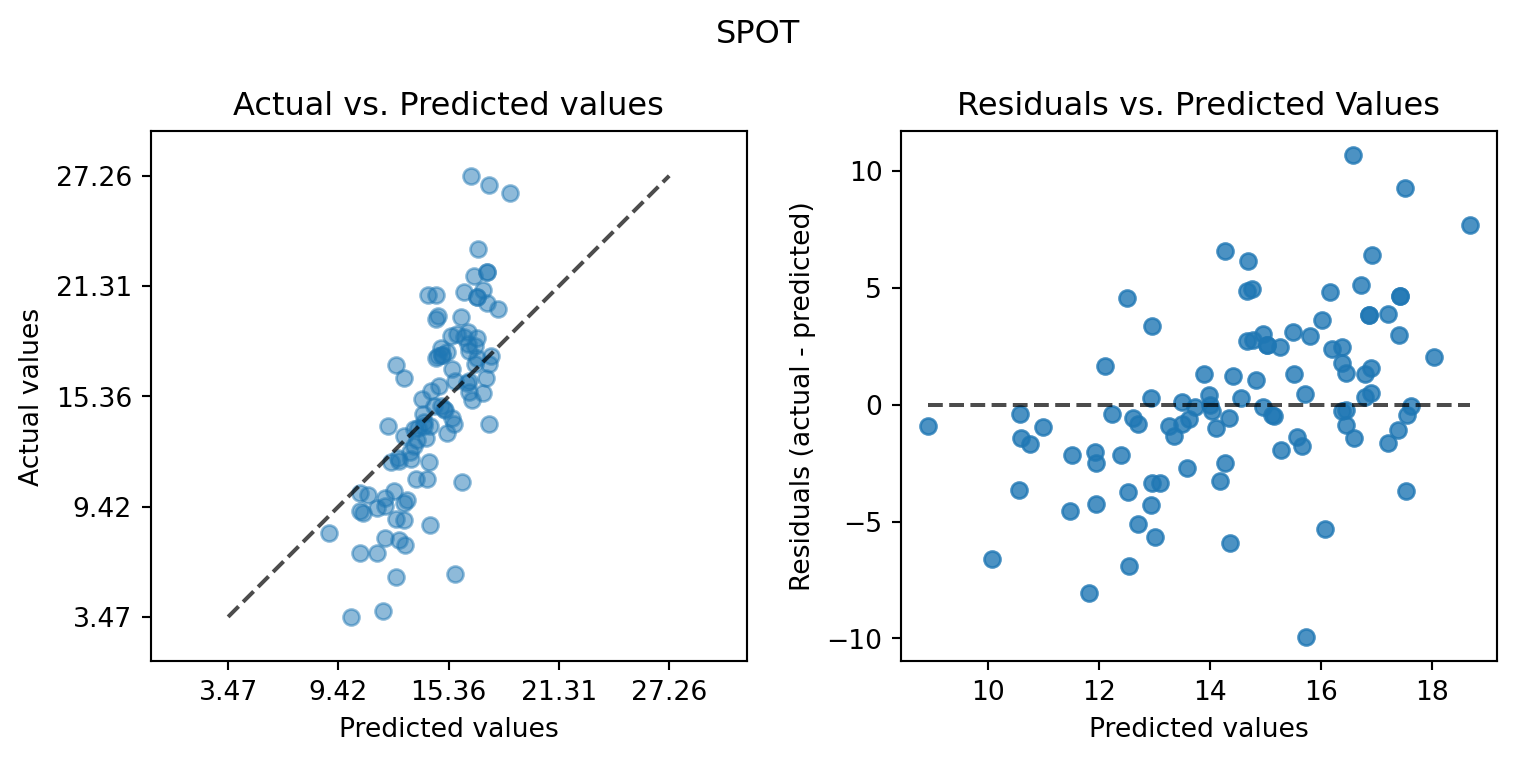 SPOT
Actual vs. Predicted values
Actual values
27.26
21.31
15.36
9.42
3.47
3.47 9.42 15.36 21.31 27.26
Predicted values
Residuals vs. Predicted Values
Residuals (actual - predicted)
10
5
0
−5
−10
10 12 14 16 18
Predicted values